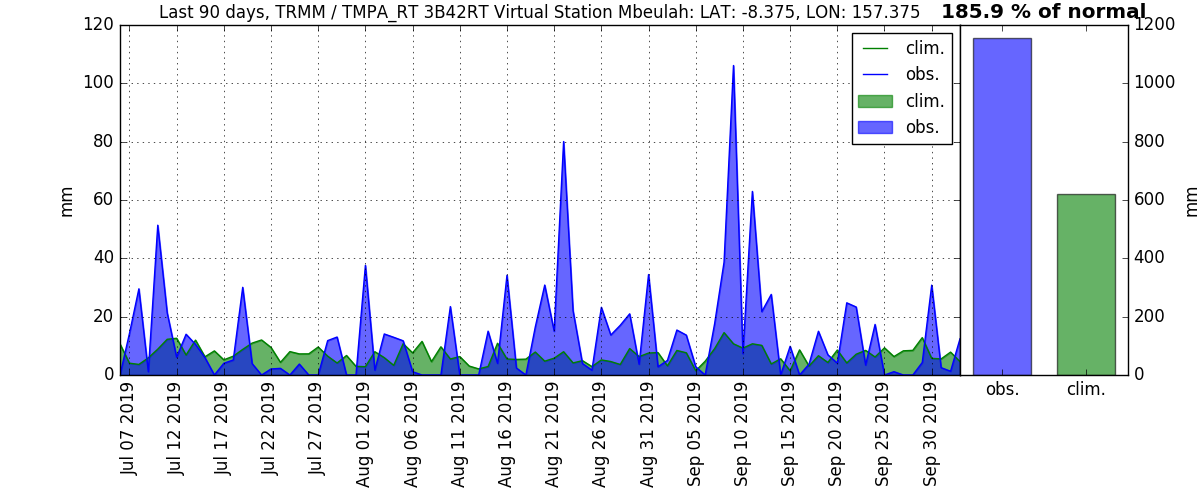 Last 90 days, TRMM / TMPA_RT 3B42RT Virtual Station Mbeulah: LAT: -8.375, LON: 157.375
185.9 % of normal
mm
120
100
80
60
40
20
0
clim.
obs.
clim.
obs.
Jul 07 2019
Jul 12 2019
Jul 17 2019
Jul 22 2019
Jul 27 2019
Aug 01 2019
Aug 06 2019
Aug 11 2019
Aug 16 2019
Aug 21 2019
Aug 26 2019
Aug 31 2019
Sep 05 2019
Sep 10 2019
Sep 15 2019
Sep 20 2019
Sep 25 2019
Sep 30 2019
1200
1000
800
600
400
200
0
mm
obs.
clim.